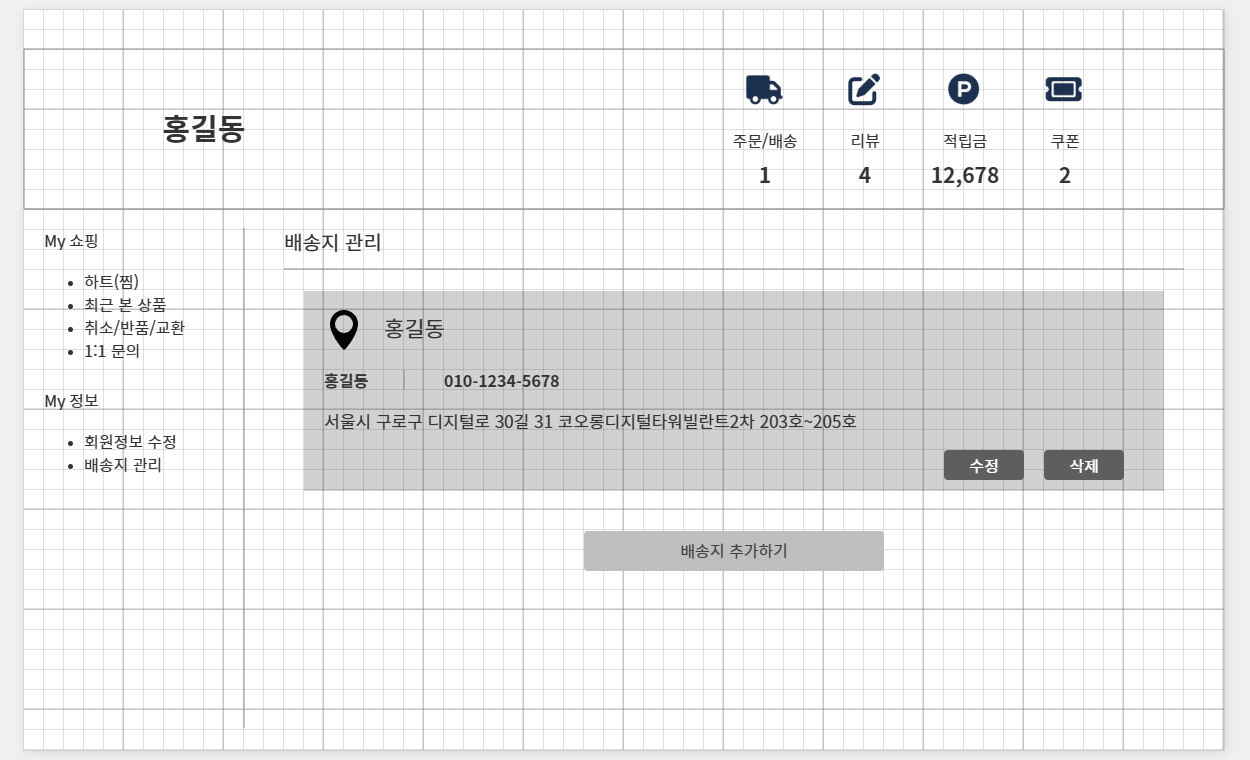 홍길동
주문/배송 리뷰 적립금 쿠폰
1 4 12,678 2
My 쇼핑
하트(찜)
최근 본 상품
취소/반품/교환
1:1 문의
My 정보
회원정보 수정
배송지 관리
배송지 관리
홍길동
홍길동 010-1234-5678
서울시 구로구 디지털로 30길 31 코오롱디지털타워빌란트2차 203호~205호
수정 삭제
배송지 추가하기